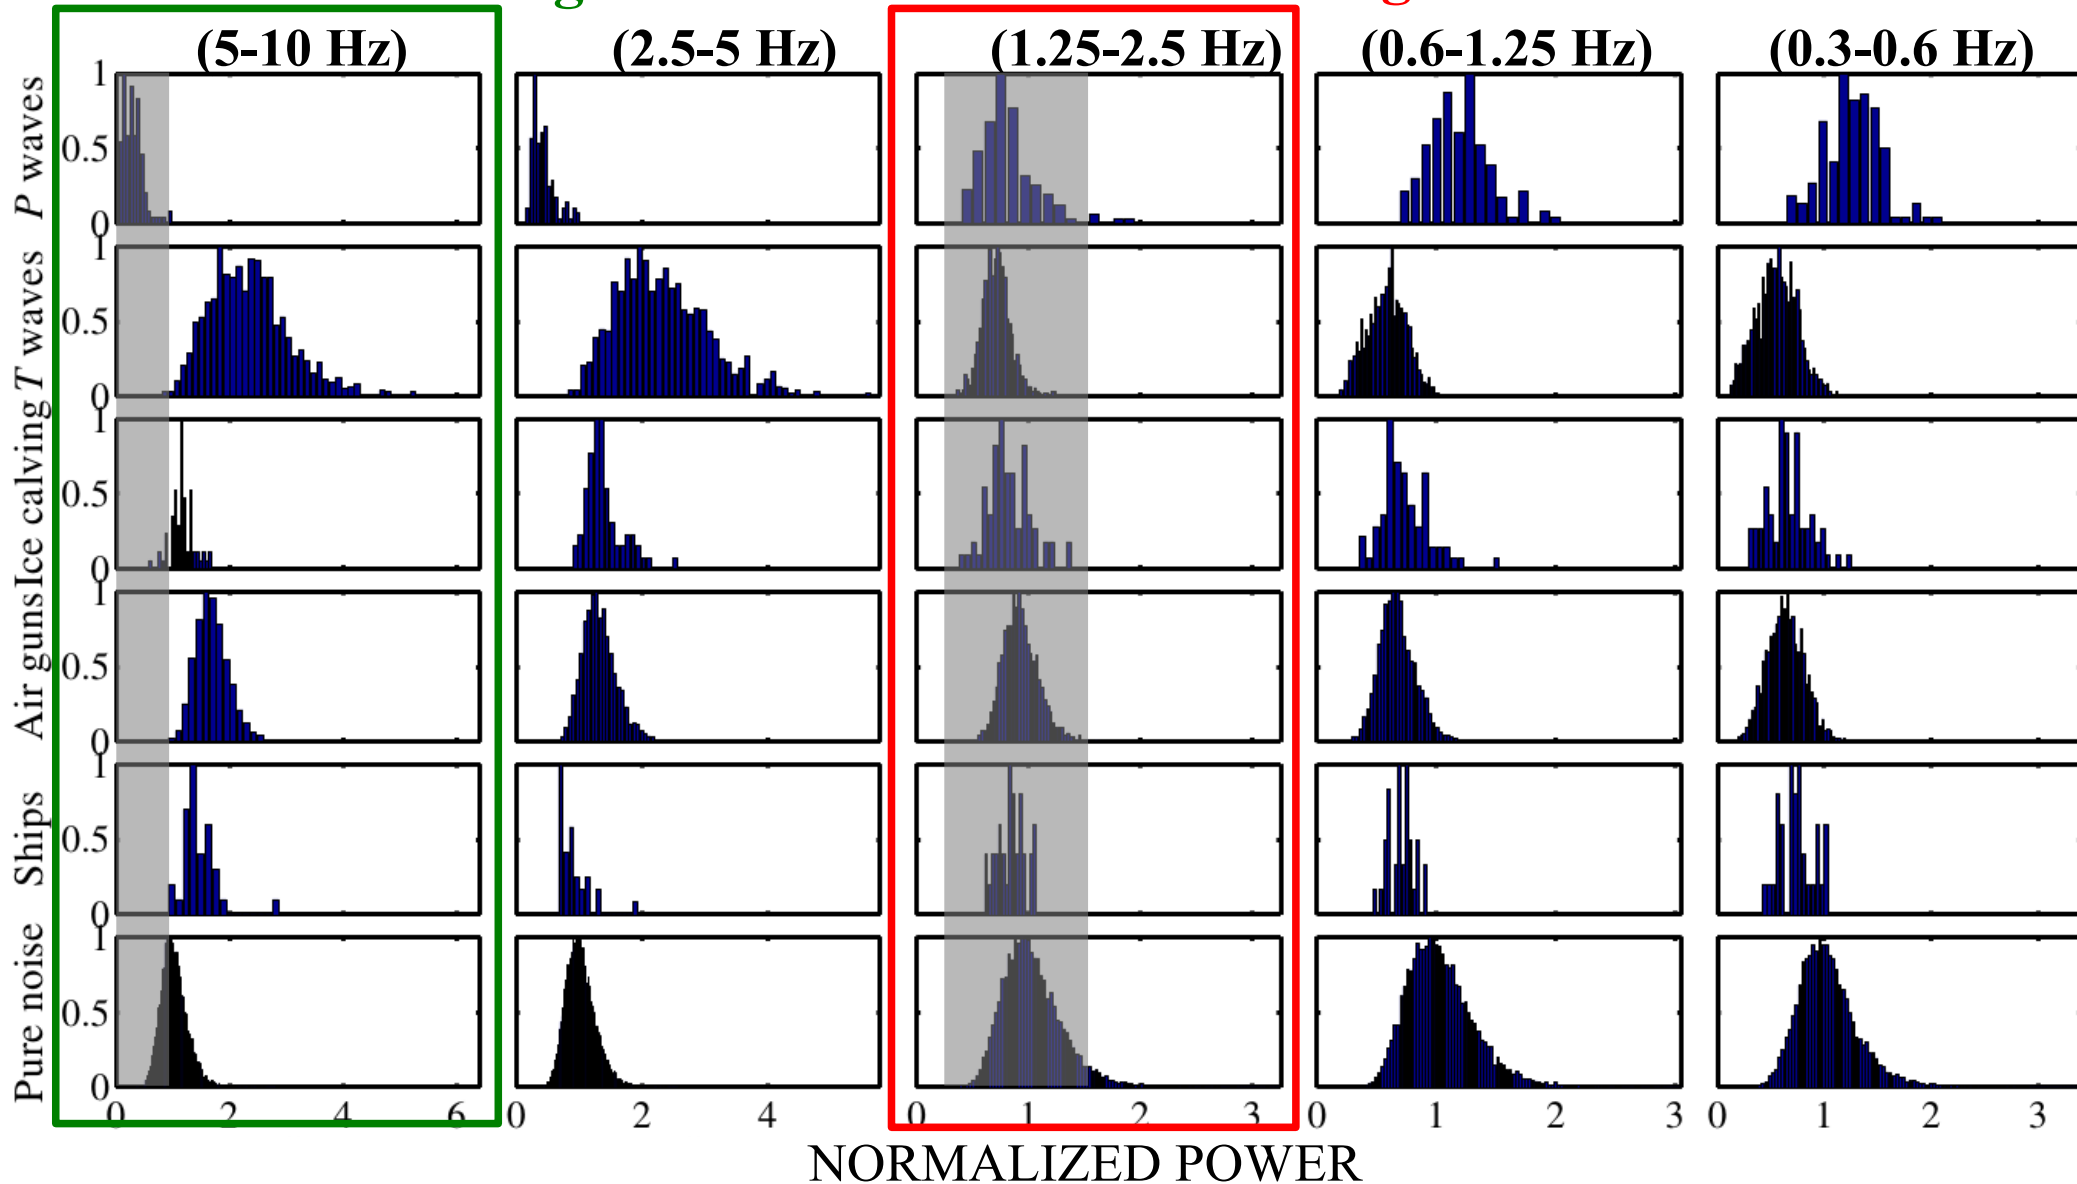 g g
(5-10 Hz) (2.5-5 Hz) (1.25-2.5 Hz) (0.6-1.25 Hz) (0.3-0.6 Hz)
P waves
1
0.5
0
T waves
1
0.5
0
Ice calving
1
0.5
0
Air guns
1
0.5
0
Ships
1
0.5
0
Pure noise
1
0.5
0
0 2 4 6 0 2 4 0 1 2 3 0 1 2 3 0 1 2 3
NORMALIZED POWER